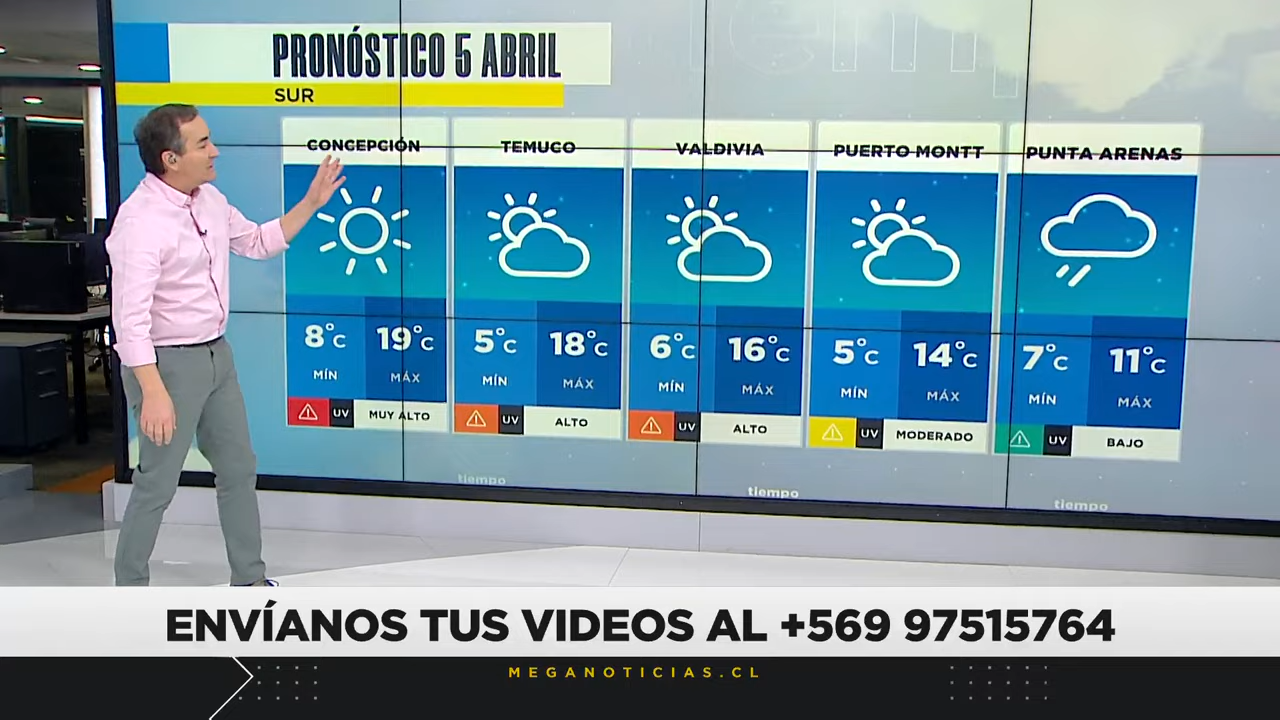 PRONÓSTICO 5 ABRIL
SUR
CONCEPCIÓN
8°C
MÍN
19°C
MÁX
UV
MUY ALTO
TEMUCO
5°C
MÍN
18°C
MÁX
UV
ALTO
VALDIVIA
6°C
MÍN
16°C
MÁX
UV
ALTO
PUERTO MONTT
5°C
MÍN
14°C
MÁX
UV
MODERADO
PUNTA ARENAS
7°C
MÍN
11°C
MÁX
UV
BAJO
tiempo
tiempo
tiempo
ENVÍANOS TUS VIDEOS AL +569 97515764
MEGANOTICIAS.CL